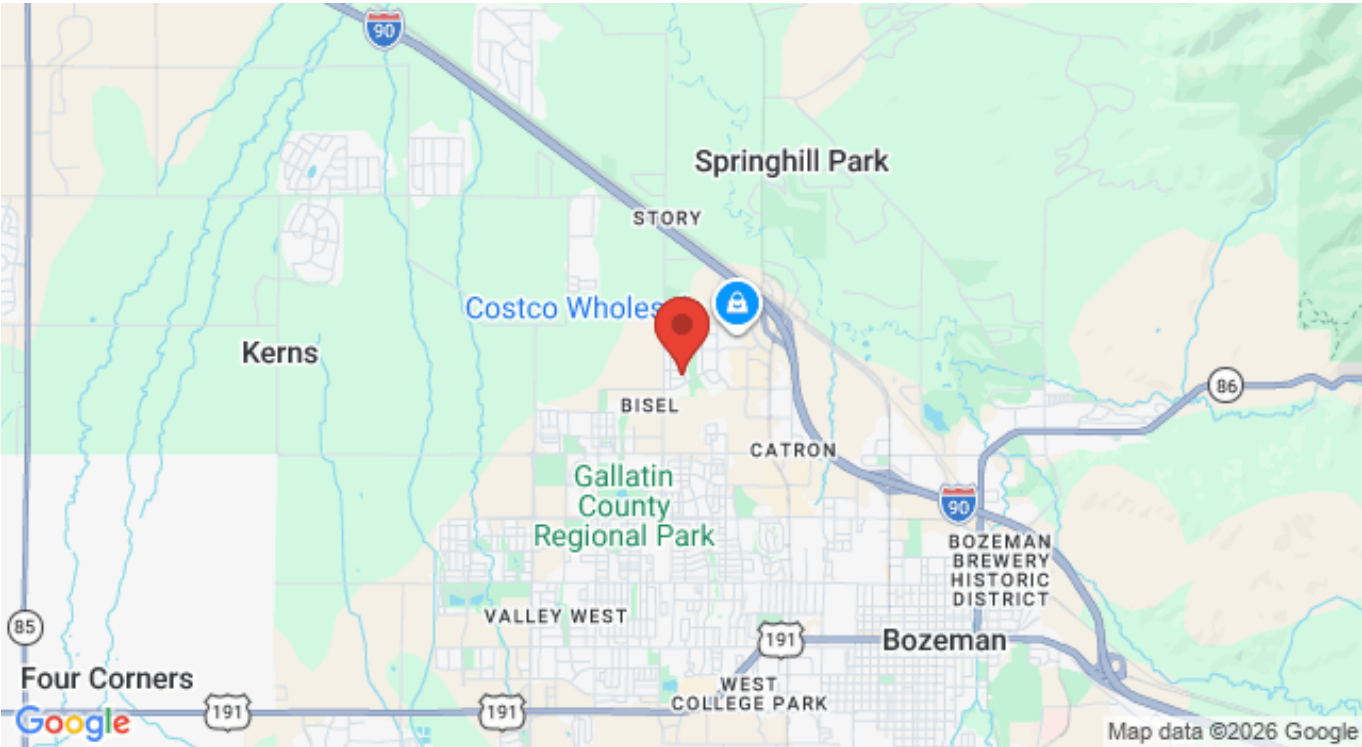 90
Springhill Park
STORY
Costco Wholes
Kerns
86
BISEL
CATRON
Gallatin
County
Regional Park
90
BOZEMAN
BREWERY
HISTORIC
DISTRICT
VALLEY WEST
85
191
Bozeman
Four Corners
WEST
COLLEGE PARK
191
191
Google
Map data ©2026 Google